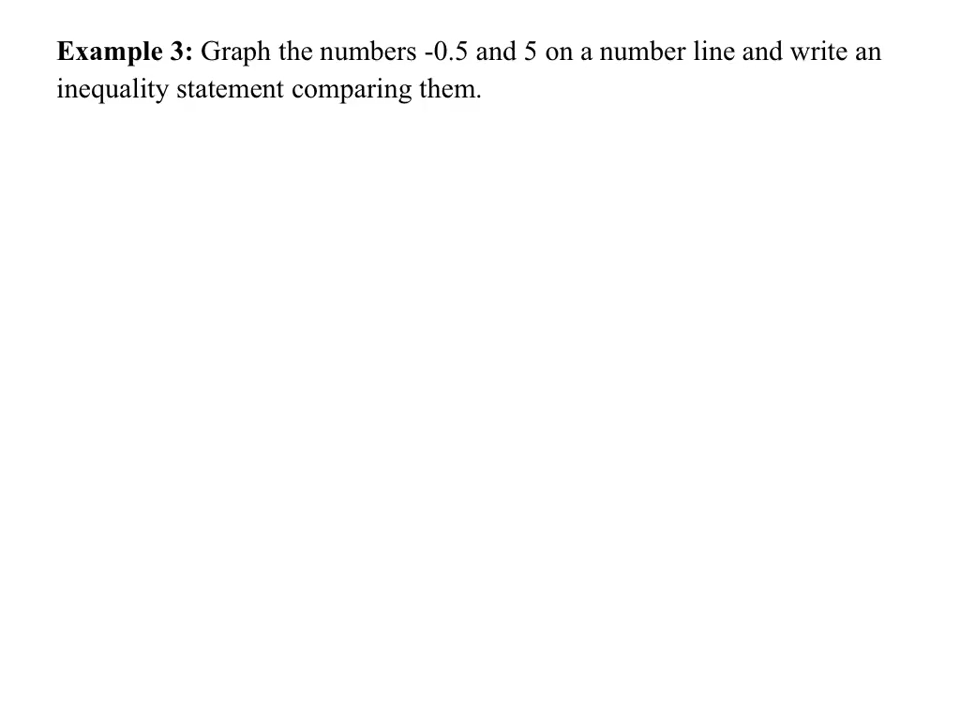 Example 3: Graph the numbers -0.5 and 5 on a number line and write an
inequality statement comparing them.